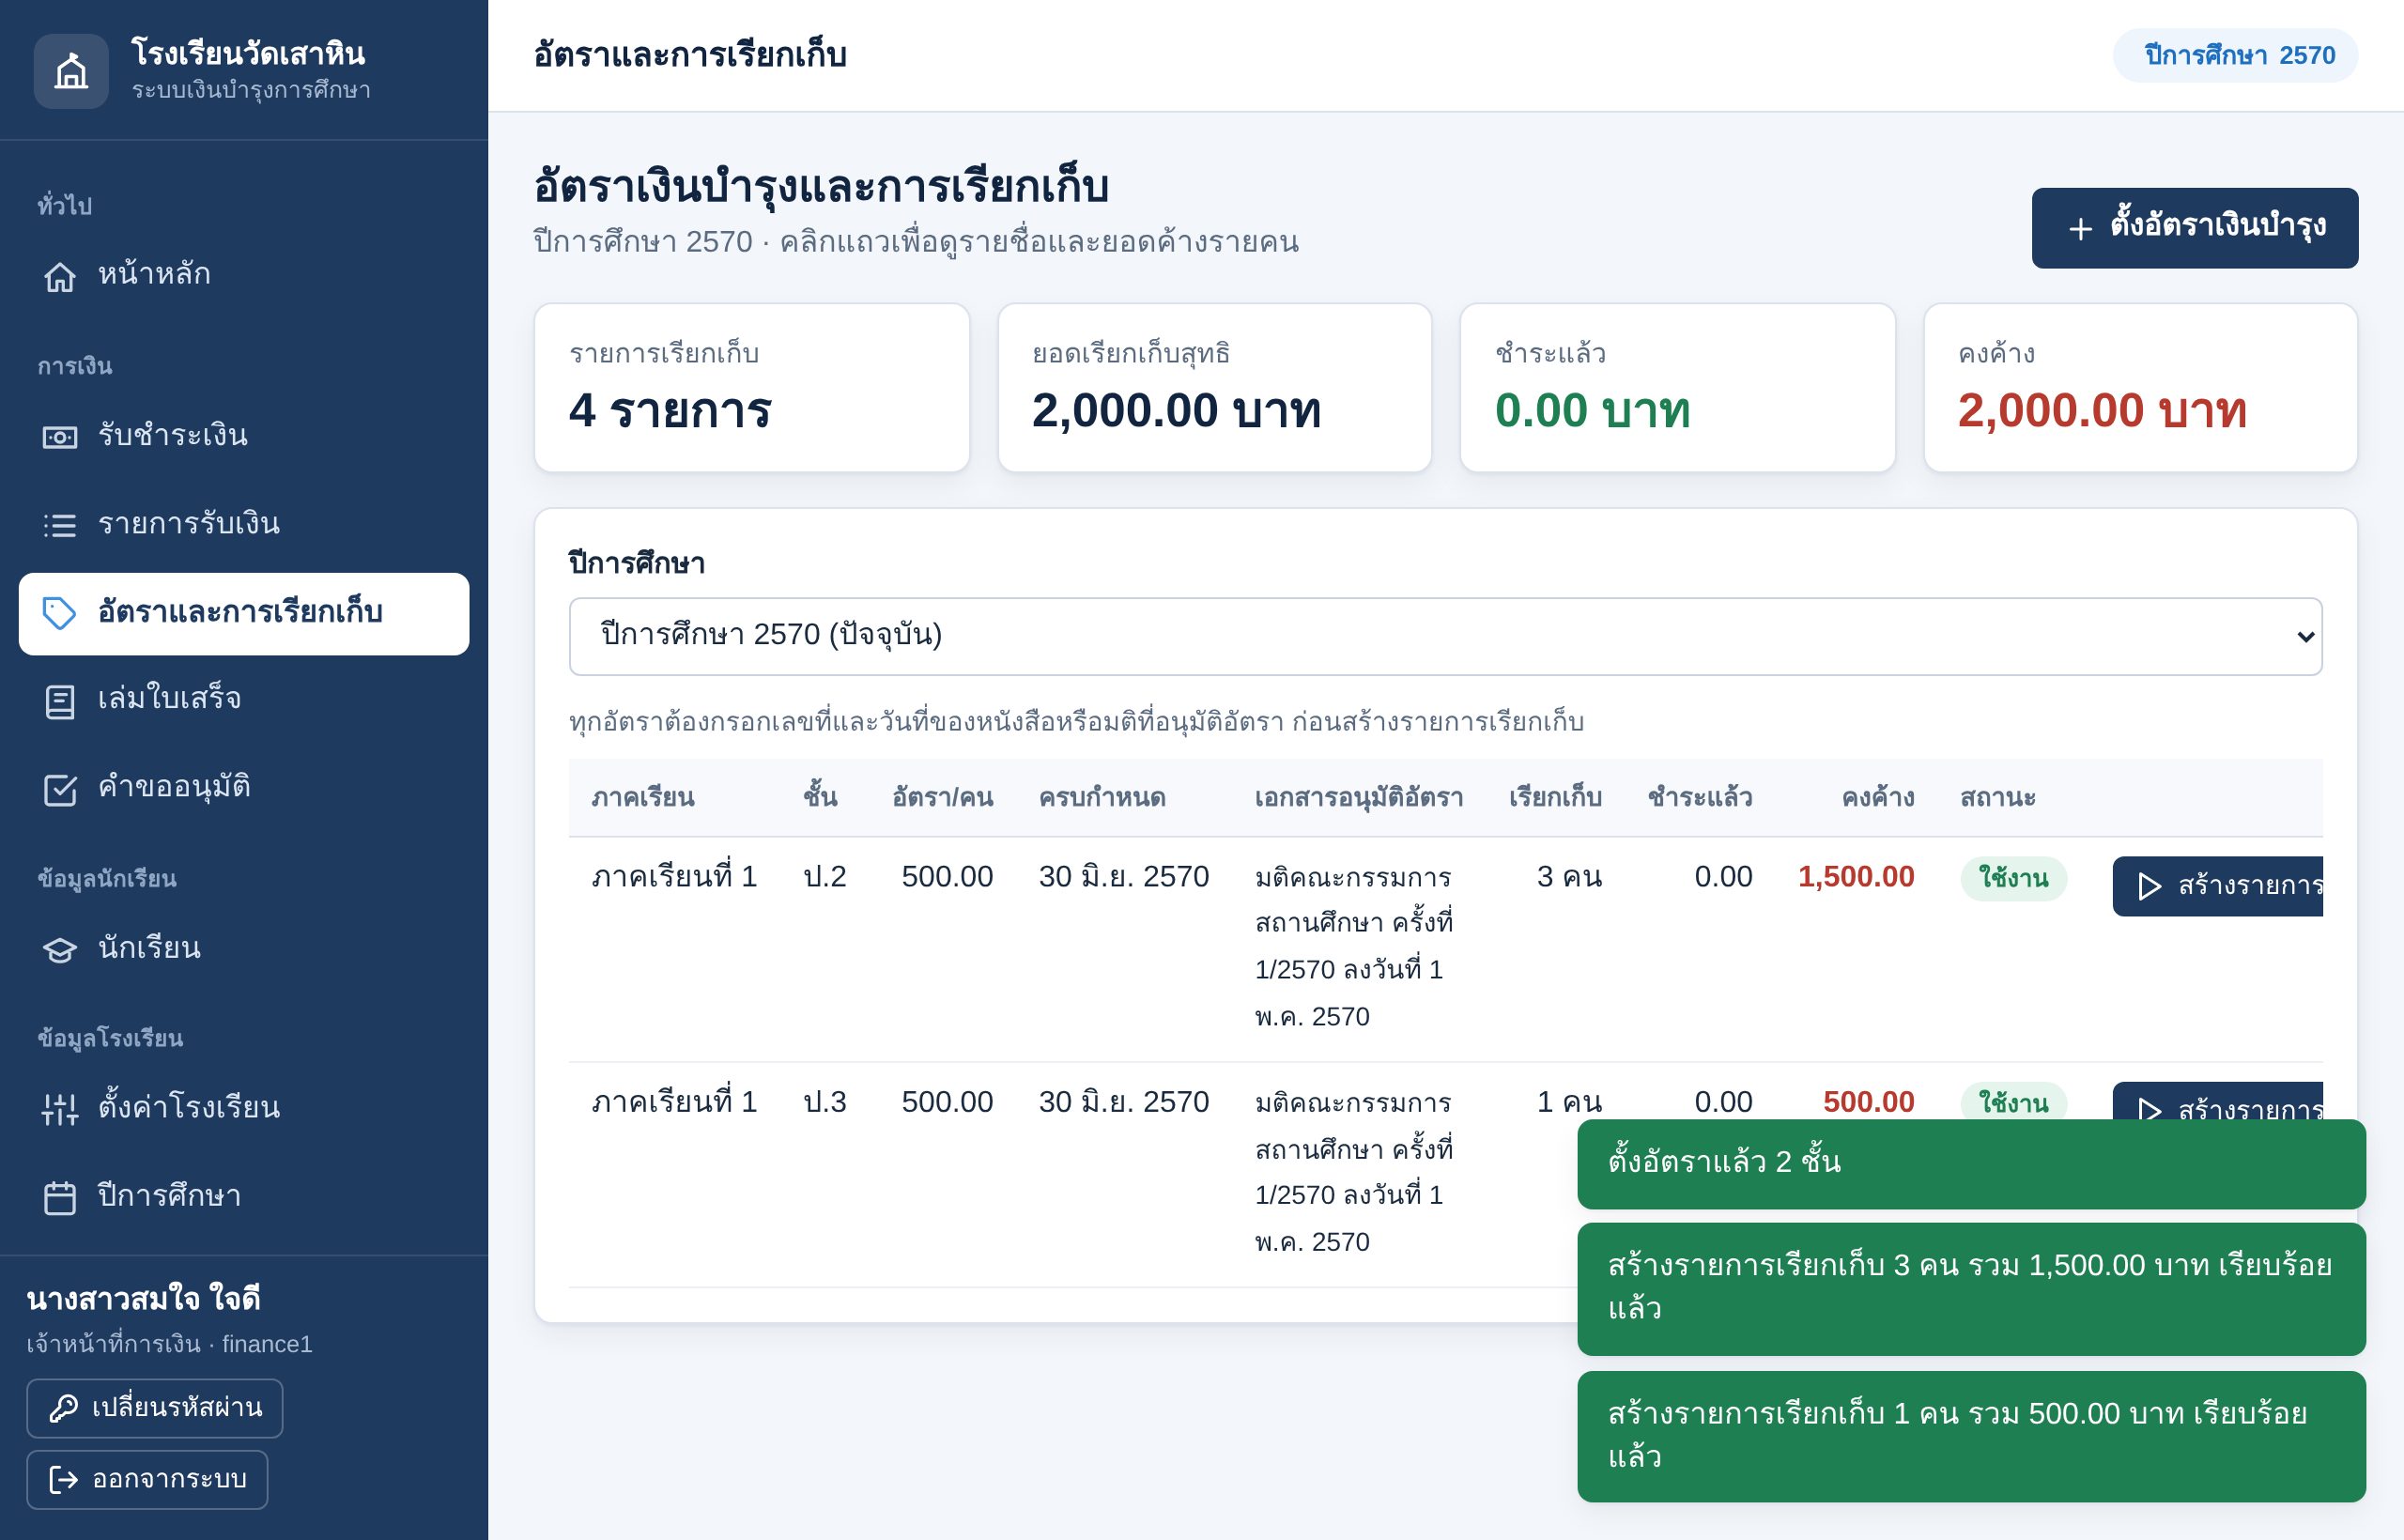 โรงเรียนวัดเสาหิน
ระบบเงินบำรุงการศึกษา
ทั่วไป
หน้าหลัก
การเงิน
รับชำระเงิน
รายการรับเงิน
อัตราและการเรียกเก็บ
เล่มใบเสร็จ
คำขออนุมัติ
ข้อมูลนักเรียน
นักเรียน
ข้อมูลโรงเรียน
ตั้งค่าโรงเรียน
ปีการศึกษา
นางสาวสมใจ ใจดี
เจ้าหน้าที่การเงิน · finance1
เปลี่ยนรหัสผ่าน
ออกจากระบบ
อัตราและการเรียกเก็บ
ปีการศึกษา 2570
อัตราเงินบำรุงและการเรียกเก็บ
ปีการศึกษา 2570 · คลิกแถวเพื่อดูรายชื่อและยอดค้างรายคน
ตั้งอัตราเงินบำรุง
รายการเรียกเก็บ
4 รายการ
ยอดเรียกเก็บสุทธิ
2,000.00 บาท
ชำระแล้ว
0.00 บาท
คงค้าง
2,000.00 บาท
ปีการศึกษา
ปีการศึกษา 2570 (ปัจจุบัน)
ทุกอัตราต้องกรอกเลขที่และวันที่ของหนังสือหรือมติที่อนุมัติอัตรา ก่อนสร้างรายการเรียกเก็บ
ภาคเรียน ชั้น อัตรา/คน ครบกำหนด เอกสารอนุมัติอัตรา เรียกเก็บ ชำระแล้ว คงค้าง สถานะ
ภาคเรียนที่ 1 ป.2 500.00 30 มิ.ย. 2570 มติคณะกรรมการ 3 คน 0.00 1,500.00 ใช้งาน สร้างรายการ
สถานศึกษา ครั้งที่
1/2570 ลงวันที่ 1
พ.ค. 2570
ภาคเรียนที่ 1 ป.3 500.00 30 มิ.ย. 2570 มติคณะกรรมการ 1 คน 0.00 500.00 ใช้งาน สร้างรายการ
สถานศึกษา ครั้งที่
1/2570 ลงวันที่ 1
พ.ค. 2570
ตั้งอัตราแล้ว 2 ชั้น
สร้างรายการเรียกเก็บ 3 คน รวม 1,500.00 บาท เรียบร้อย
แล้ว
สร้างรายการเรียกเก็บ 1 คน รวม 500.00 บาท เรียบร้อย
แล้ว